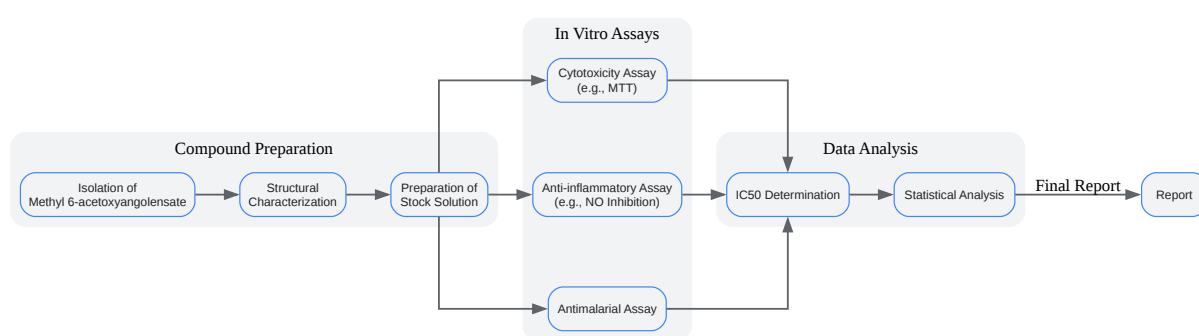 In Vitro Assays
Cytotoxicity Assay
(e.g., MTT)
Compound Preparation
Data Analysis
Isolation of
Methyl 6-acetoxyangolensate
Structural
Characterization
Preparation of
Stock Solution
Anti-inflammatory Assay
(e.g., NO Inhibition)
IC50 Determination
Statistical Analysis
Final Report
Report
Antimalarial Assay